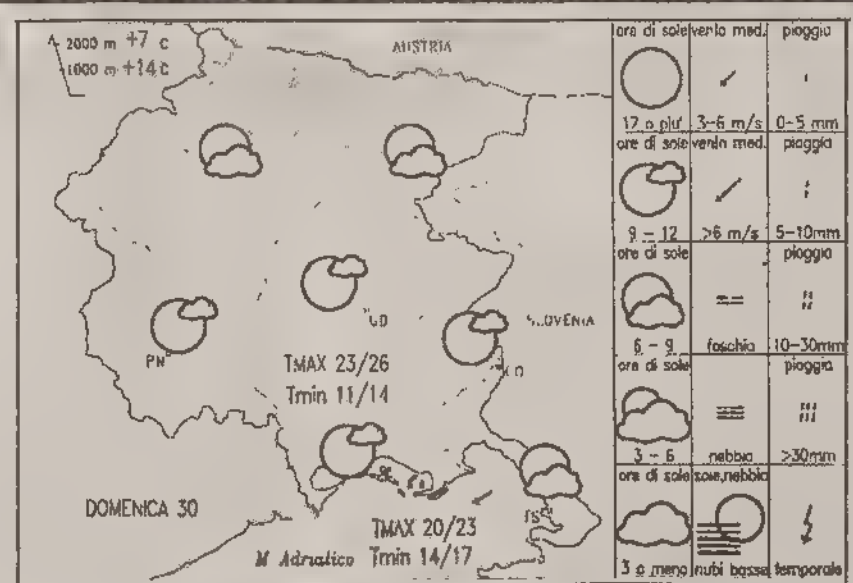 2000 m +7 c
1000 m +14 c
AUSTRIA
SLOVENIA
PN
UD
GO
TS
TMAX 23/26
Tmin 11/14
DOMENICA 30
TMAX 20/23
M Adriatico Tmin 14/17
ore di sole vento med. pioggia
17 o piu' 3-6 m/s 0-5 mm
ore di sole vento med. pioggia
9 - 12 >6 m/s 5-10mm
ore di sole pioggia
6 - 9 foschia 10-30mm
ore di sole pioggia
3 - 6 nebbia >30mm
ore di sole sole,nebbia
3 o meno nubi basse temporale